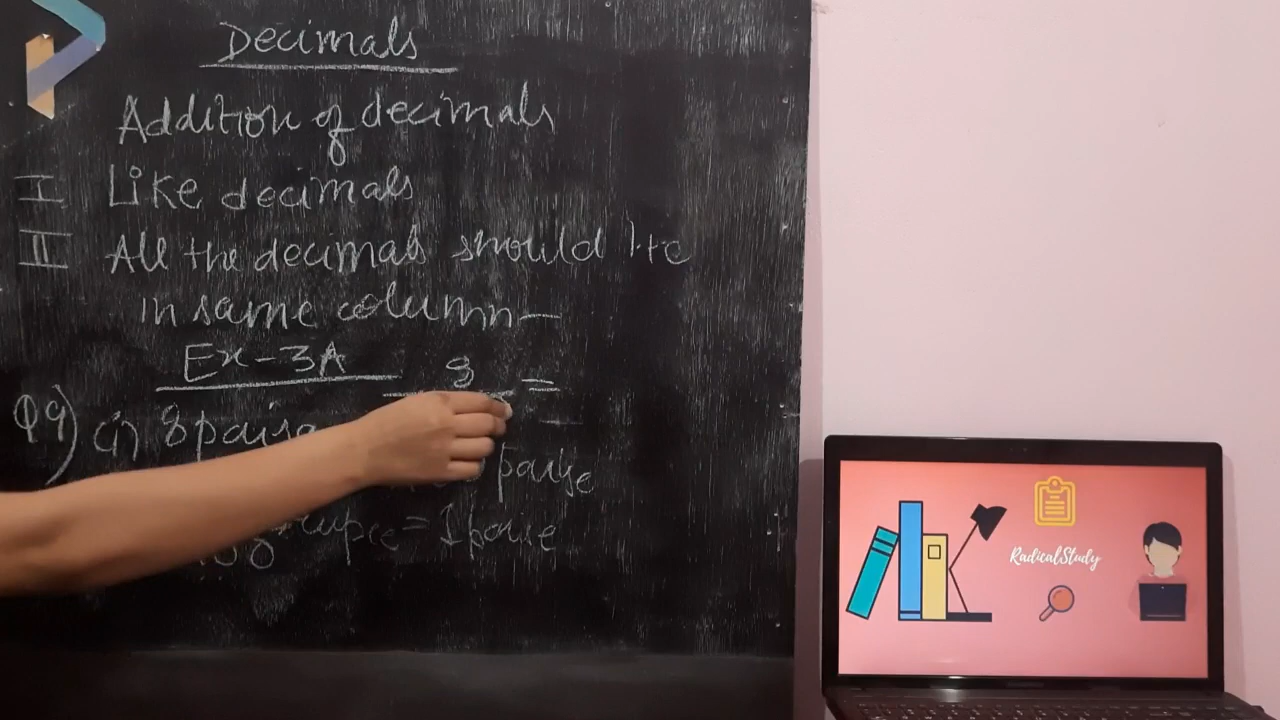 Decimals
Addition of decimals
I Like decimals
II All the decimals should be
in same column
Ex-3A 8 =
Q9) (i) 8 paisa
paise
rupee = 1 paise
RadicalStudy